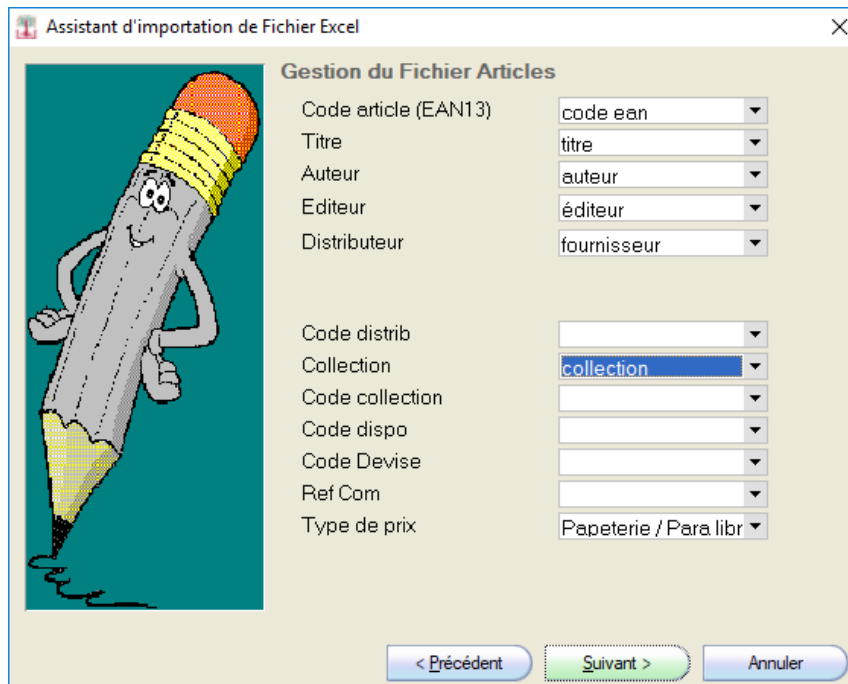 Assistant d'importation de Fichier Excel
Gestion du Fichier Articles
Code article (EAN13) code ean
Titre titre
Auteur auteur
Editeur éditeur
Distributeur fournisseur
Code distrib
Collection collection
Code collection
Code dispo
Code Devise
Ref Com
Type de prix Papeterie / Para libr
< Précédent Suivant > Annuler